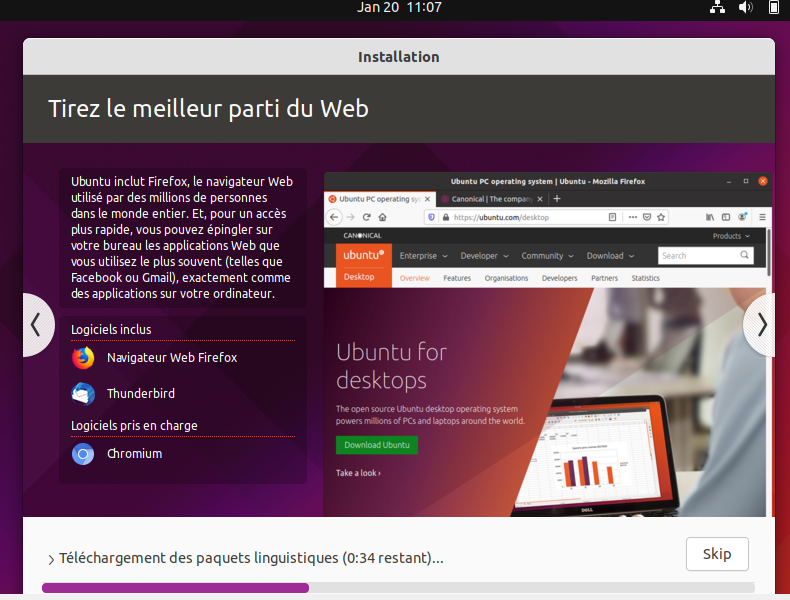 Jan 20 11:07
Installation
Tirez le meilleur parti du Web
Ubuntu inclut Firefox, le navigateur Web
utilisé par des millions de personnes
dans le monde entier. Et, pour un accès
plus rapide, vous pouvez épingler sur
votre bureau les applications Web que
vous utilisez le plus souvent (telles que
Facebook ou Gmail), exactement comme
des applications sur votre ordinateur.
Logiciels inclus
Navigateur Web Firefox
Thunderbird
Logiciels pris en charge
Chromium
Ubuntu PC operating system | Ubuntu - Mozilla Firefox
Ubuntu PC operating sy
Canonical | The company
https://ubuntu.com/desktop
CANONICAL
Products
ubuntu
Enterprise
Developer
Community
Download
Search
Desktop
Overview
Features
Organisations
Developers
Partners
Statistics
Ubuntu for
desktops
The open source Ubuntu desktop operating system
powers millions of PCs and laptops around the world.
Download Ubuntu
Take a look ›
DELL
Téléchargement des paquets linguistiques (0:34 restant)...
Skip